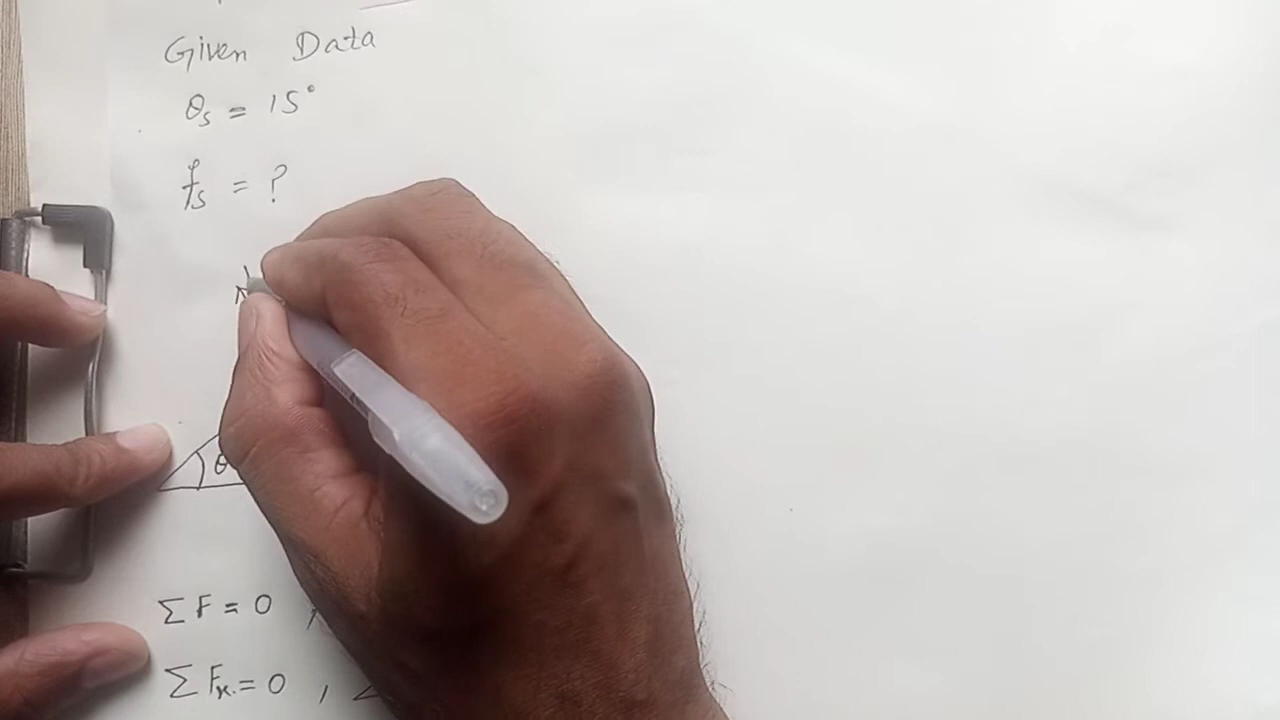 Given Data
θs = 15°
fs = ?
θ
ΣF = 0 ,
ΣFx = 0 ,